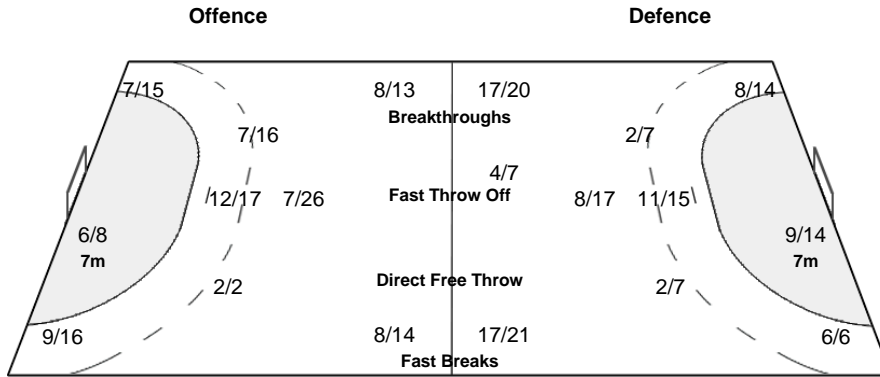 Offence Defence
7/15 8/13 17/20 8/14
Breakthroughs
7/16 2/7
4/7
12/17 7/26 Fast Throw Off 8/17 11/15
6/8 9/14
7m 7m
Direct Free Throw
2/2 2/7
9/16 8/14 17/21 6/6
Fast Breaks